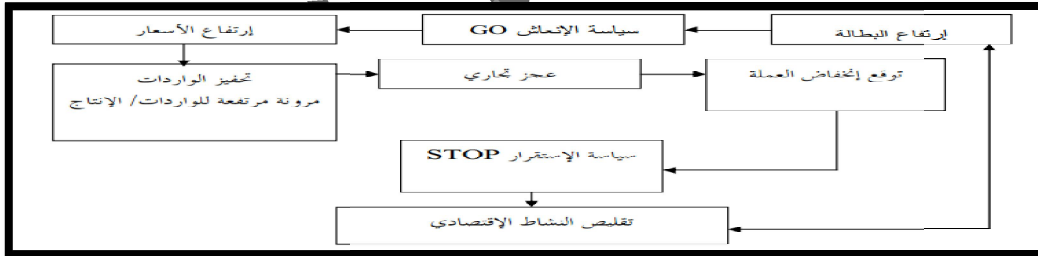 إرتفاع البطالة
سياسة الإنعاش GO
إرتفاع الأسعار
تحفيز الواردات
مرونة مرتفعة للواردات/ الإنتاج
عجز تجاري
توقع إنخفاض العملة
سياسة الإستقرار STOP
تقليص النشاط الإقتصادي